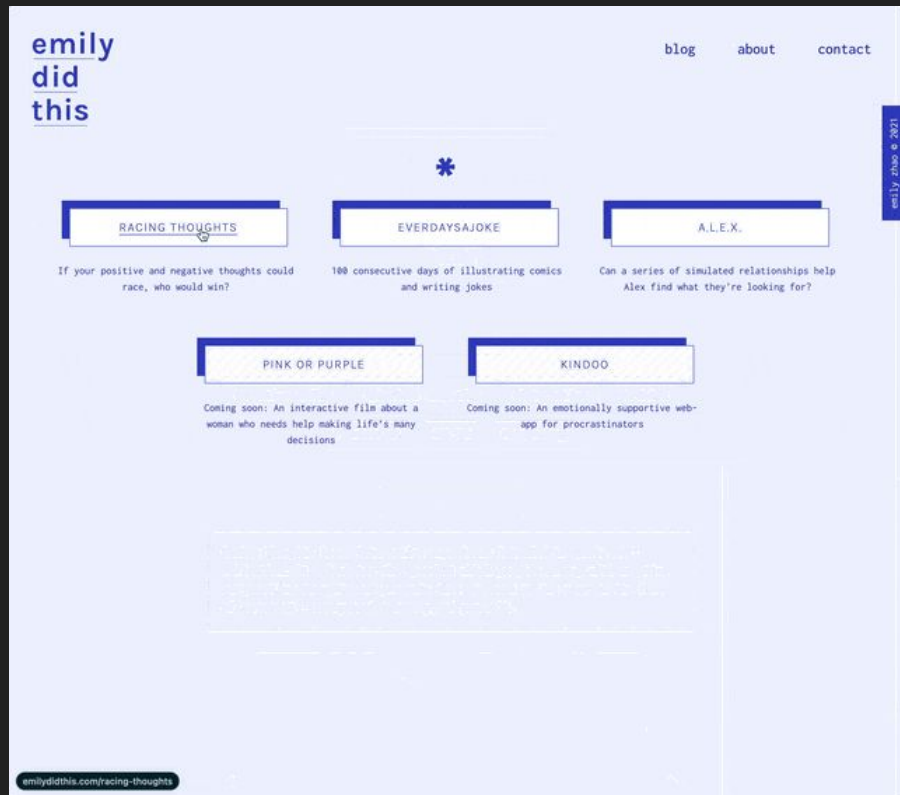 emily
did
this
blog about contact
emily zhao © 2021
*
RACING THOUGHTS EVERDAYSAJOKE A.L.E.X.
If your positive and negative thoughts could 100 consecutive days of illustrating comics Can a series of simulated relationships help
race, who would win? and writing jokes Alex find what they're looking for?
PINK OR PURPLE KINDOO
Coming soon: An interactive film about a Coming soon: An emotionally supportive web-
woman who needs help making life's many app for procrastinators
decisions
emilydidthis.com/racing-thoughts